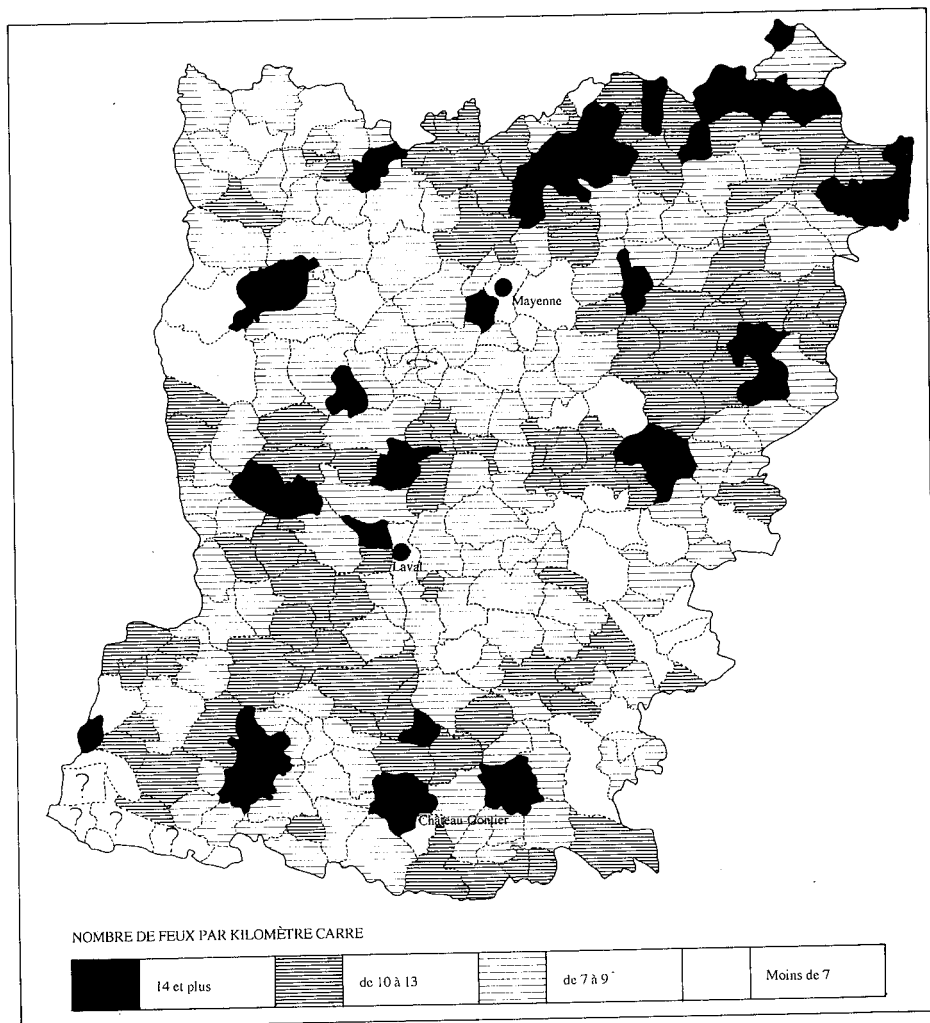 Mayenne
Laval
?
? ? ? ?
Château-Gontier
NOMBRE DE FEUX PAR KILOMÈTRE CARRE
14 et plus
de 10 à 13
de 7 à 9
Moins de 7